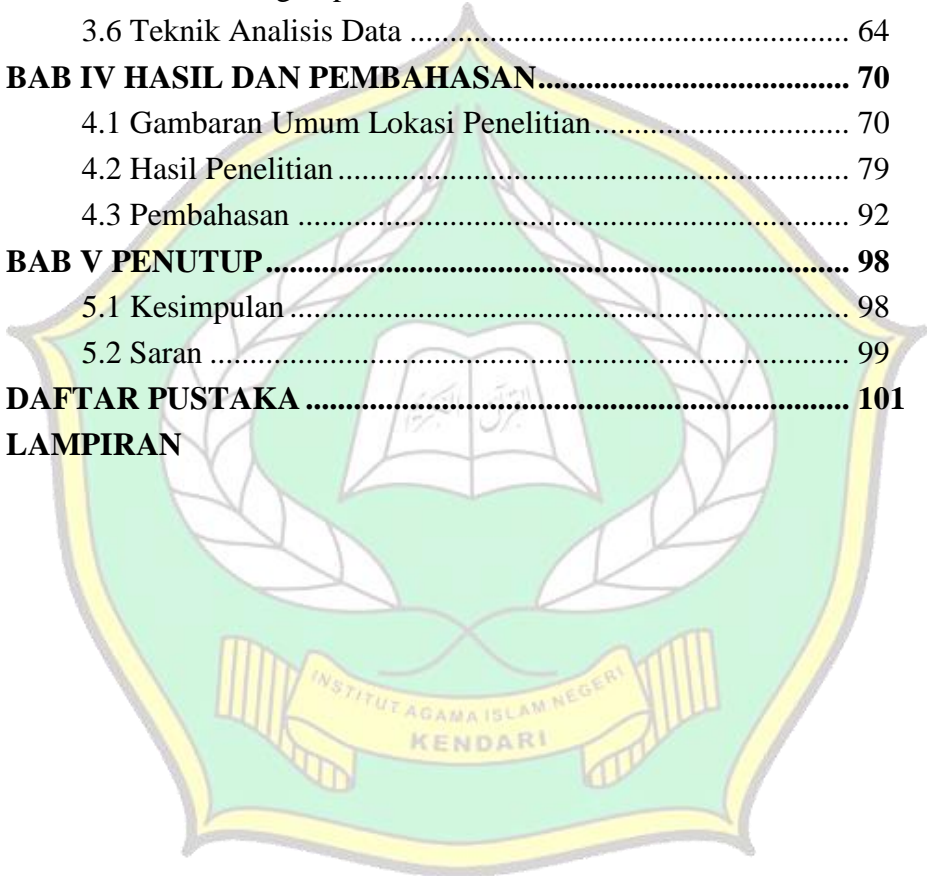 3.6 Teknik Analisis Data ........................................................ 64
BAB IV HASIL DAN PEMBAHASAN........................................ 70
4.1 Gambaran Umum Lokasi Penelitian................................. 70
4.2 Hasil Penelitian.................................................................. 79
4.3 Pembahasan ....................................................................... 92
BAB V PENUTUP........................................................................... 98
5.1 Kesimpulan........................................................................ 98
5.2 Saran .................................................................................. 99
DAFTAR PUSTAKA ...................................................................... 101
LAMPIRAN
INSTITUT AGAMA ISLAM NEGERI
KENDARI